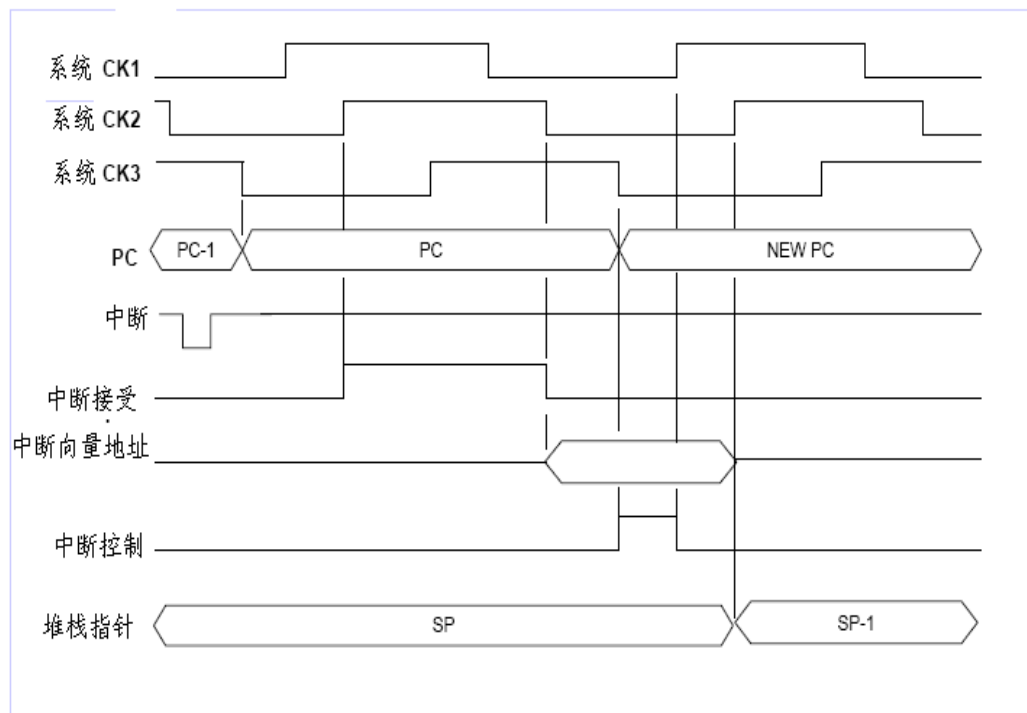 系统 CK1
系统 CK2
系统 CK3
PC PC-1 PC NEW PC
中断
中断接受
中断向量地址
中断控制
堆栈指针 SP SP-1